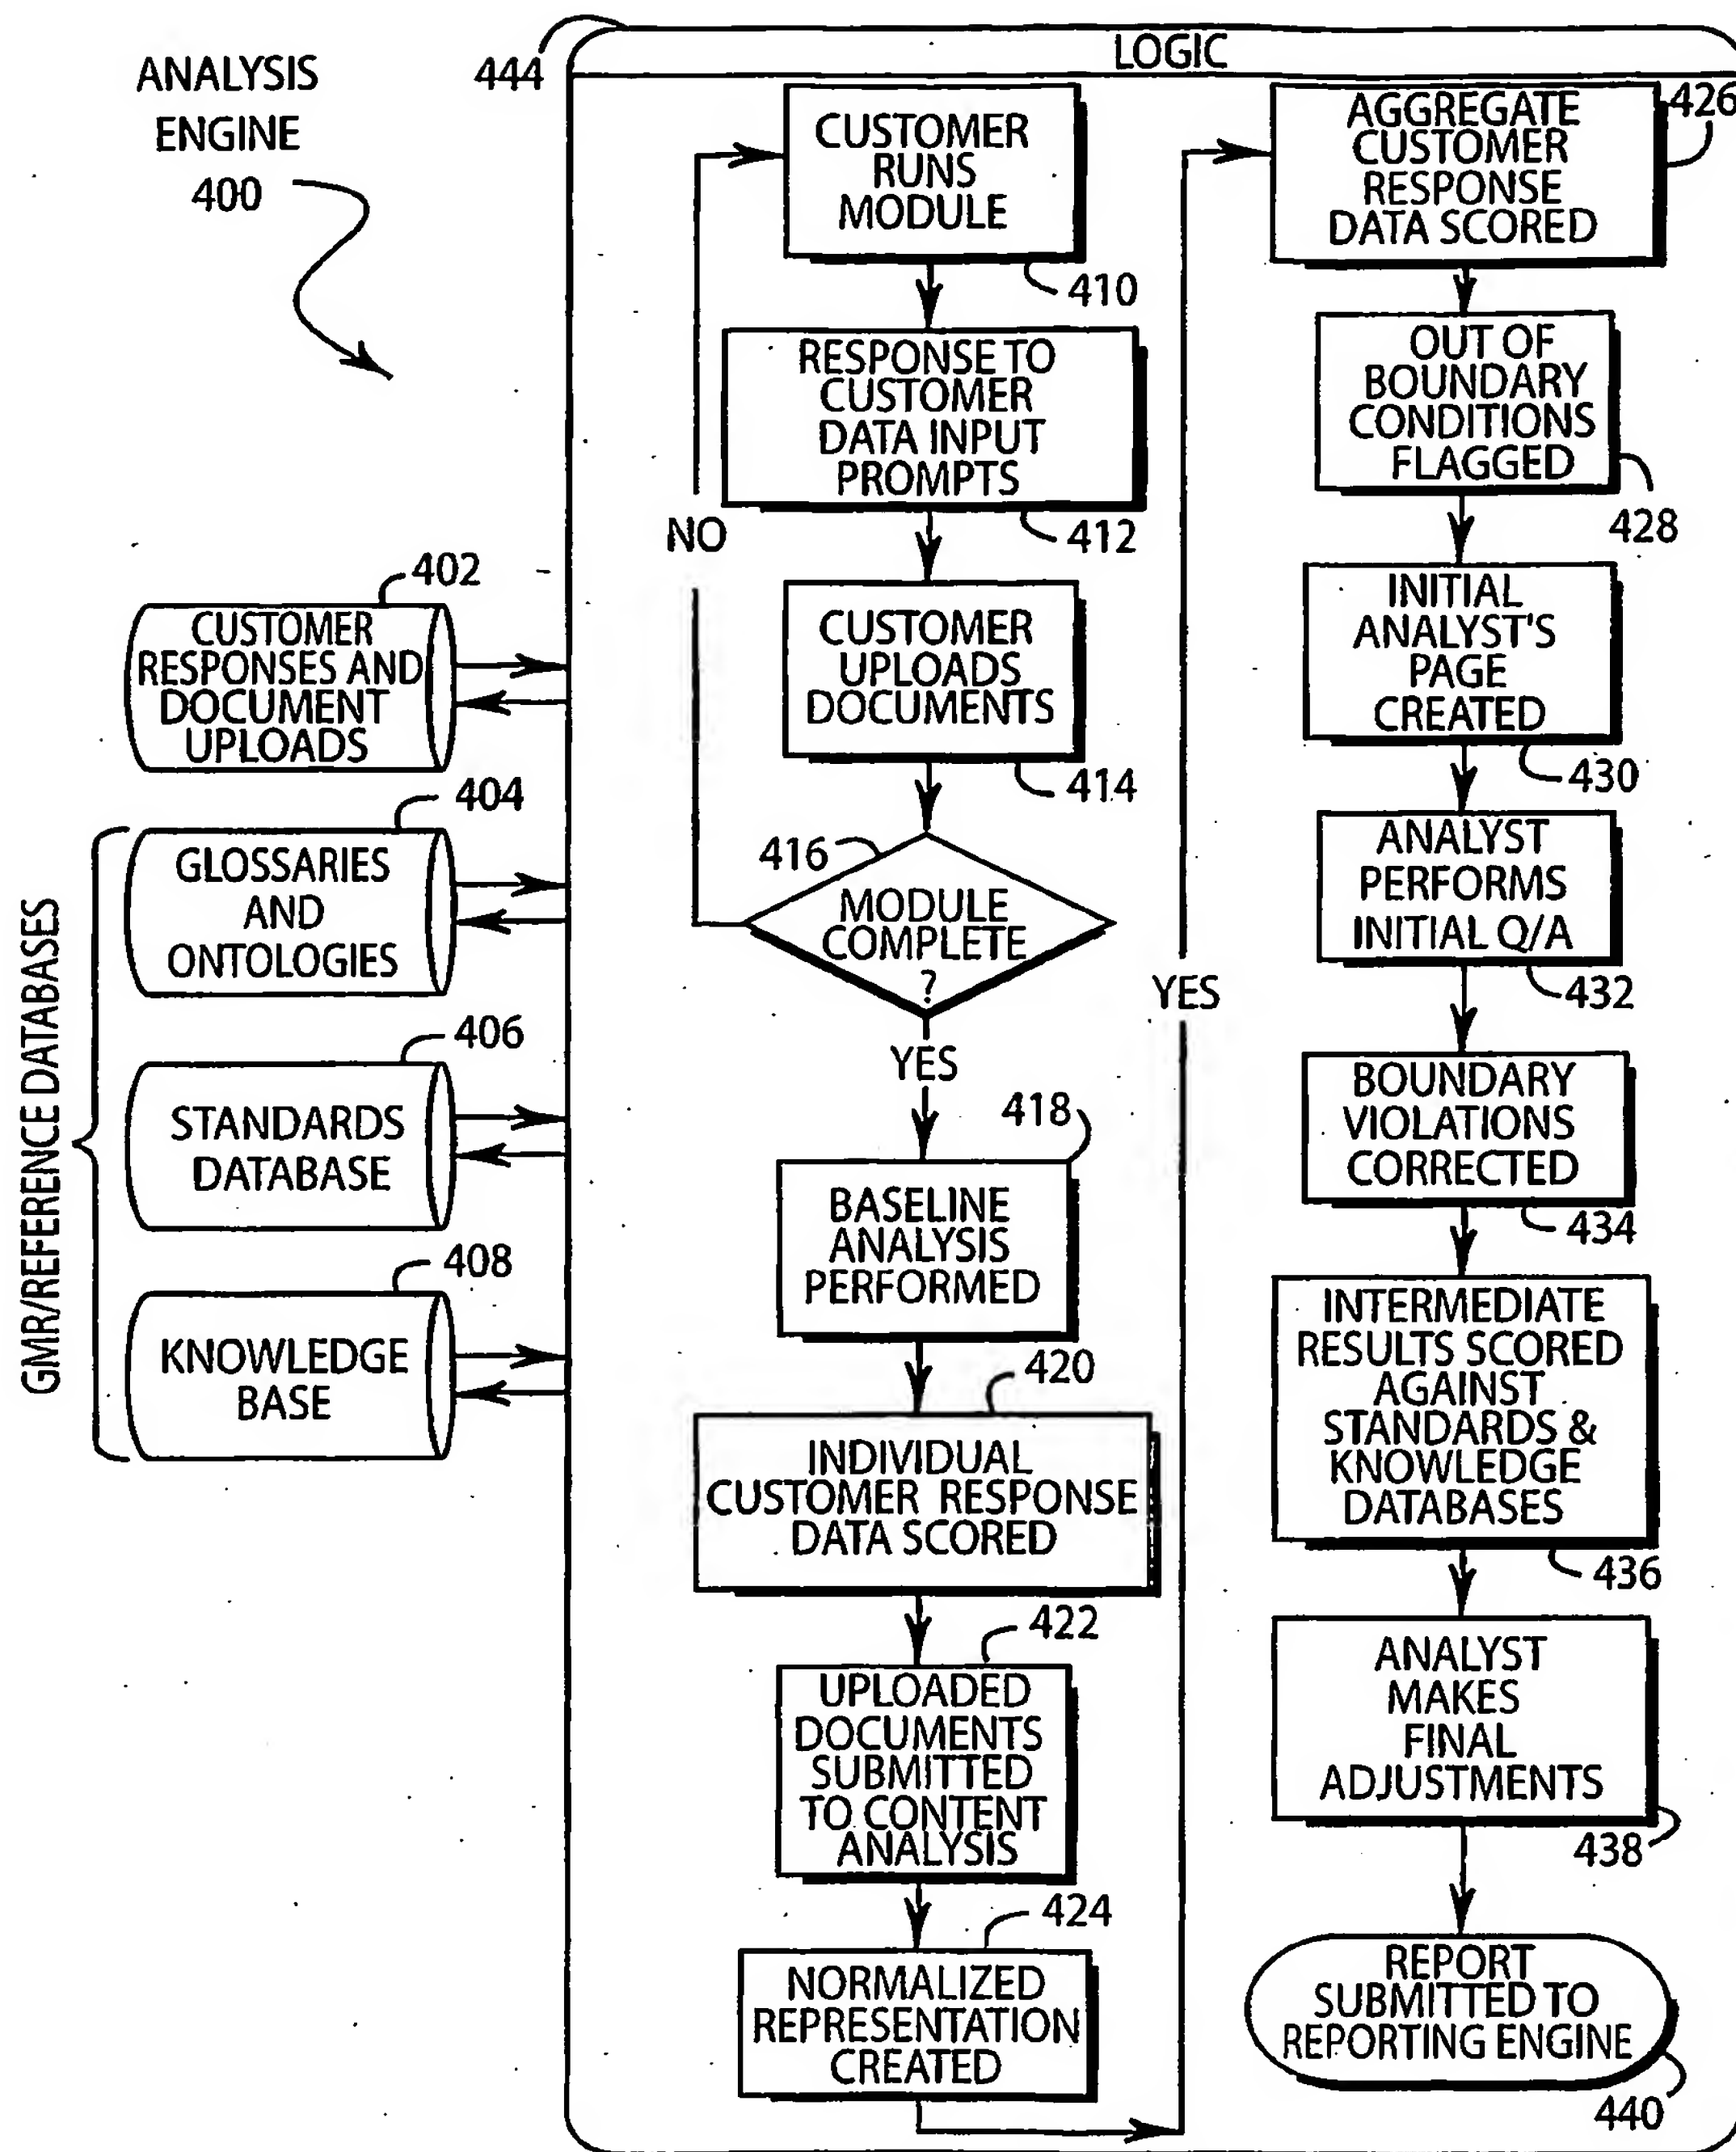 ANALYSIS
ENGINE
400
444
LOGIC
CUSTOMER
RUNS
MODULE
410
RESPONSE TO
CUSTOMER
DATA INPUT
PROMPTS
412
NO
CUSTOMER
UPLOADS
DOCUMENTS
414
416
MODULE
COMPLETE
?
YES
418
BASELINE
ANALYSIS
PERFORMED
420
INDIVIDUAL
CUSTOMER RESPONSE
DATA SCORED
422
UPLOADED
DOCUMENTS
SUBMITTED
TO CONTENT
ANALYSIS
424
NORMALIZED
REPRESENTATION
CREATED
YES
426
AGGREGATE
CUSTOMER
RESPONSE
DATA SCORED
OUT OF
BOUNDARY
CONDITIONS
FLAGGED
428
INITIAL
ANALYST'S
PAGE
CREATED
430
ANALYST
PERFORMS
INITIAL Q/A
432
BOUNDARY
VIOLATIONS
CORRECTED
434
INTERMEDIATE
RESULTS SCORED
AGAINST
STANDARDS &
KNOWLEDGE
DATABASES
436
ANALYST
MAKES
FINAL
ADJUSTMENTS
438
REPORT
SUBMITTED TO
REPORTING ENGINE
440
402
CUSTOMER
RESPONSES AND
DOCUMENT
UPLOADS
GMR/REFERENCE DATABASES
404
GLOSSARIES
AND
ONTOLOGIES
406
STANDARDS
DATABASE
408
KNOWLEDGE
BASE